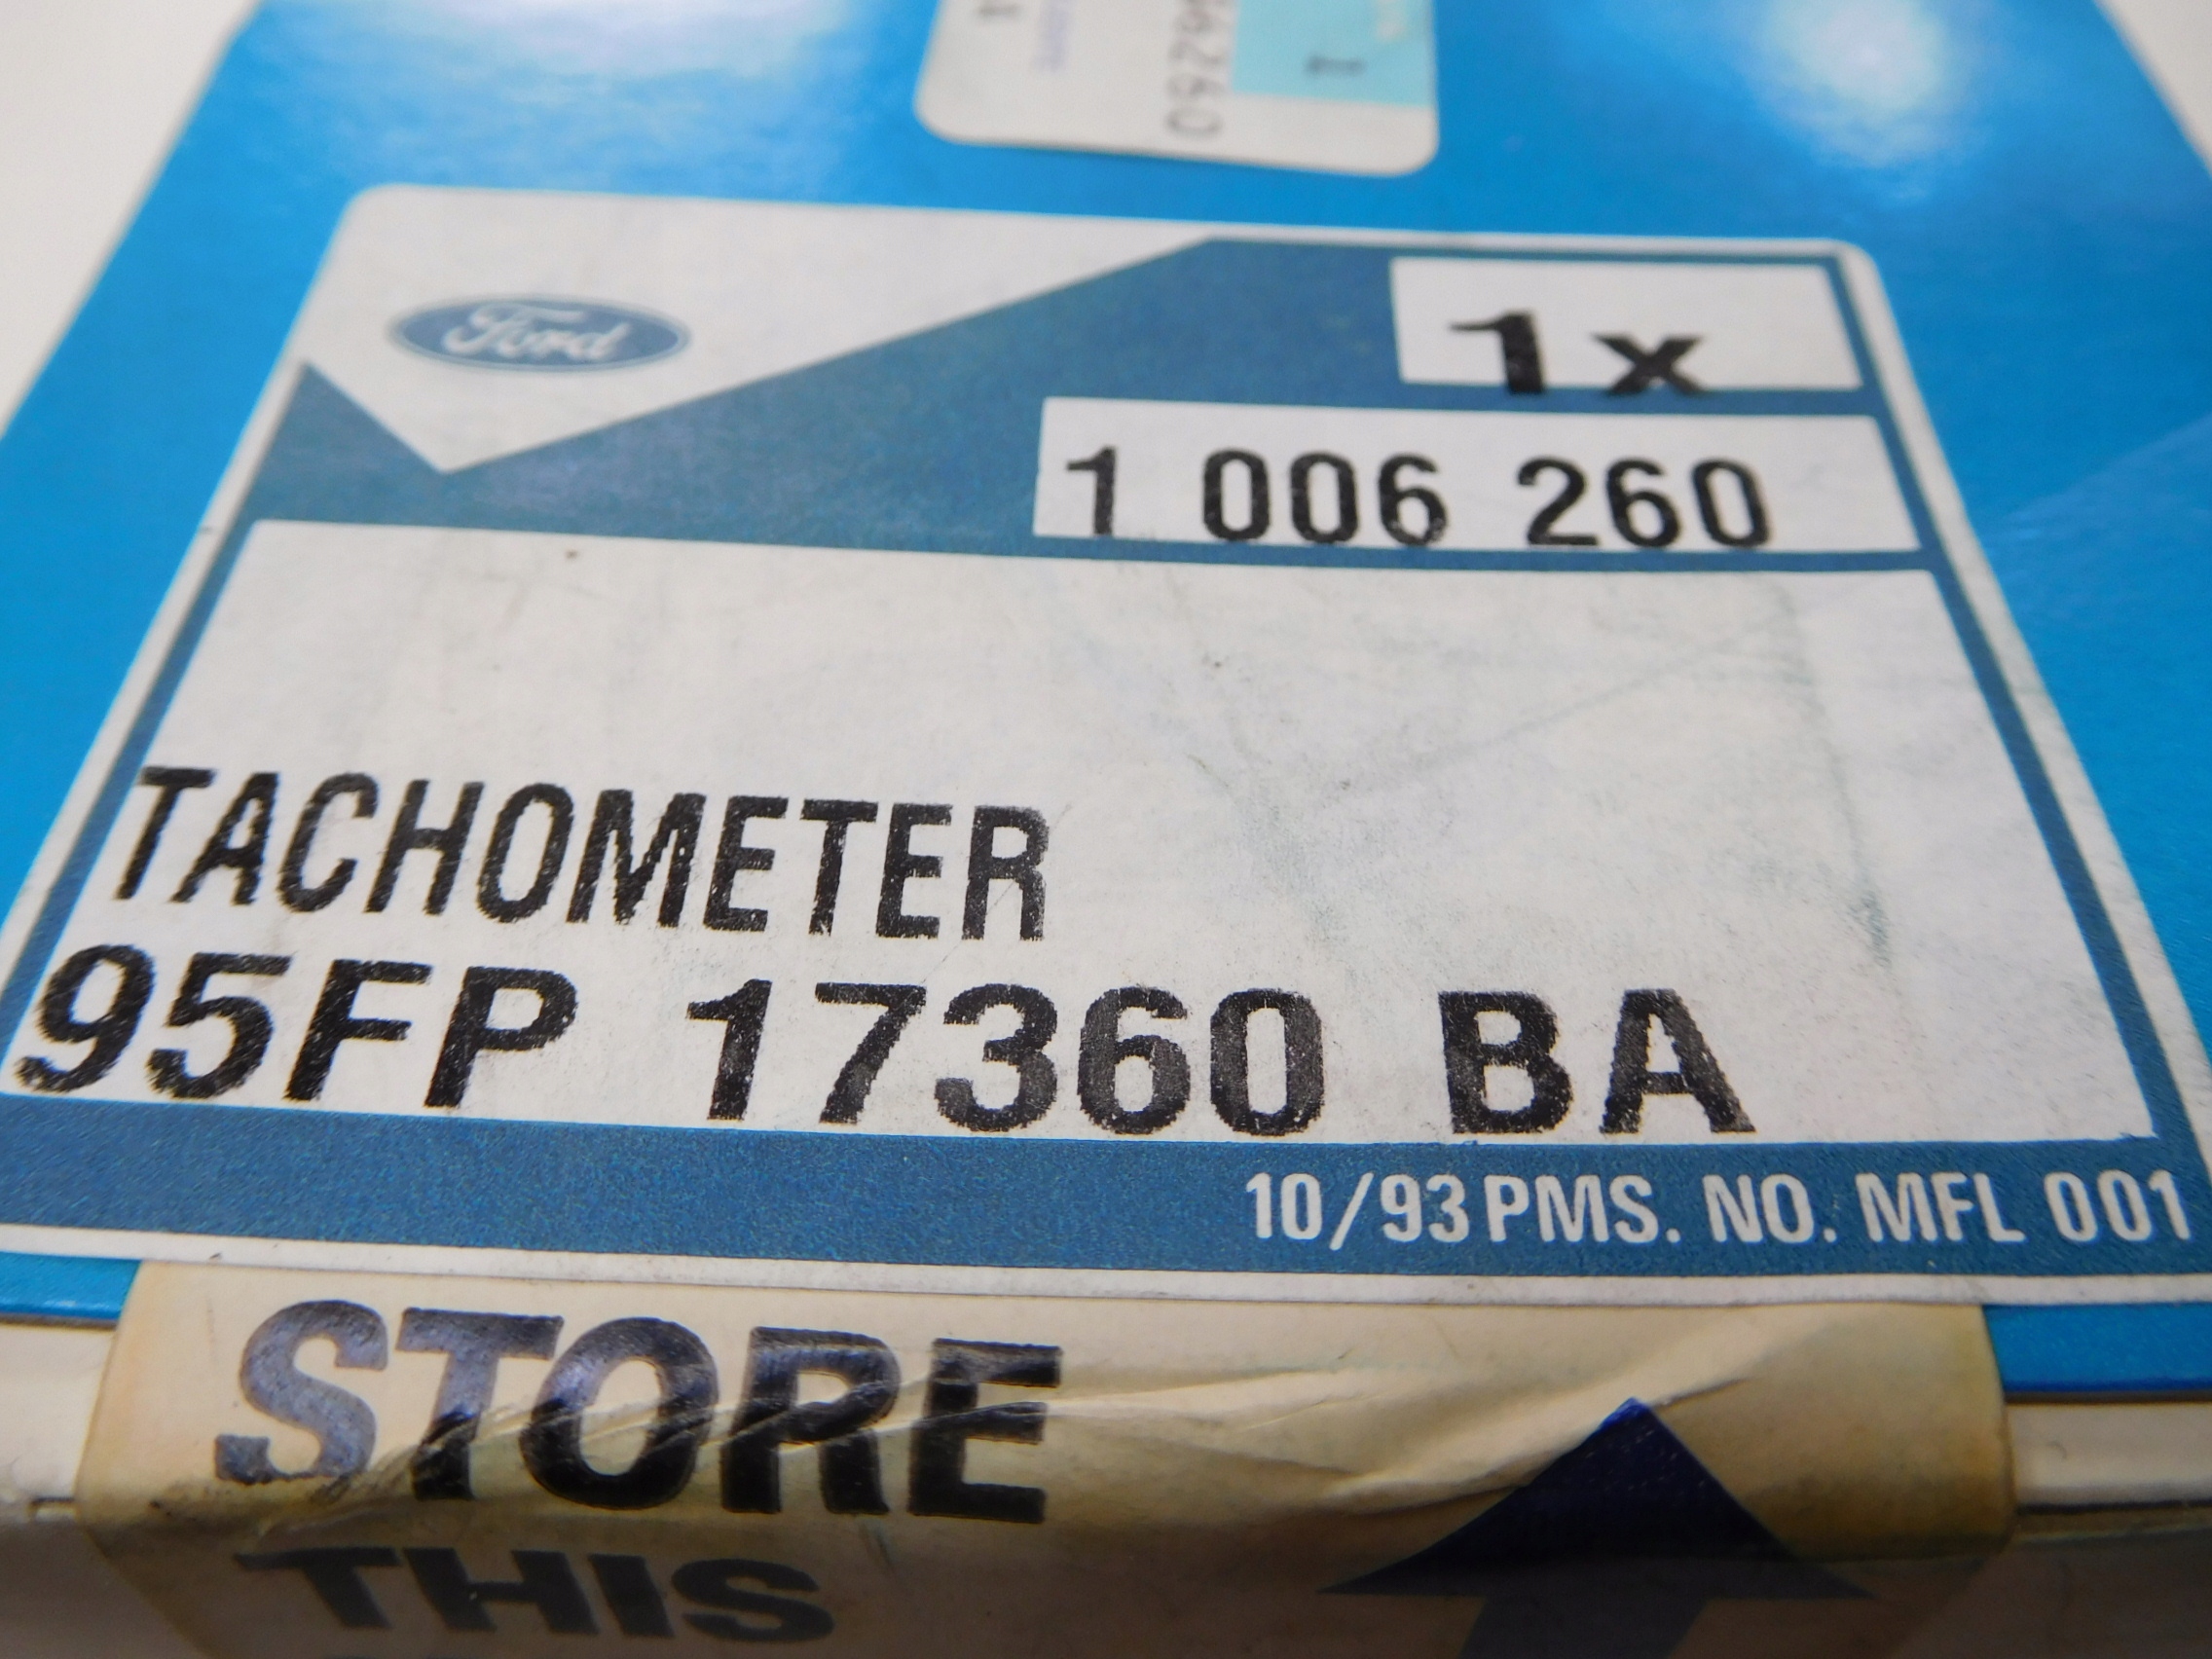 Ford
1x
1 006 260
TACHOMETER
95FP 17360 BA
10/93 PMS. NO. MFL 001
STORE
THIS